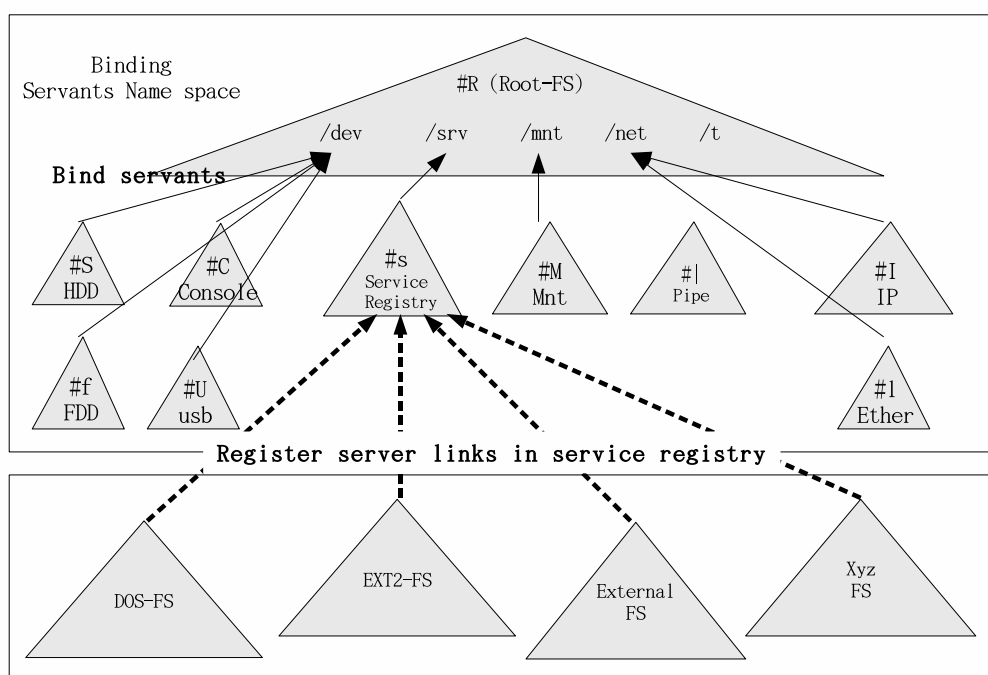 Binding
Servants Name space
#R (Root-FS)
/dev /srv /mnt /net /t
Bind servants
#S
HDD
#C
Console
#s
Service
Registry
#M
Mnt
#|
Pipe
#I
IP
#f
FDD
#U
usb
#l
Ether
Register server links in service registry
DOS-FS
EXT2-FS
External
FS
Xyz
FS